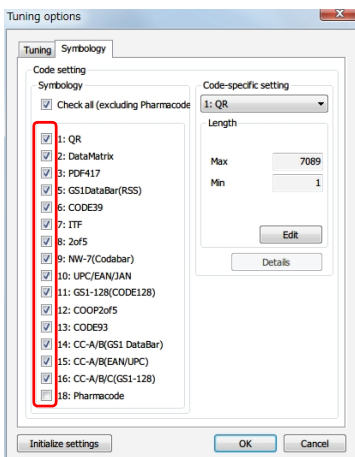 Tuning options
Tuning Symbology
Code setting
Symbology
Check all (excluding Pharmacode
1: QR
2: DataMatrix
3: PDF417
5: GS1DataBar(RSS)
6: CODE39
7: ITF
8: 2of5
9: NW-7(Codabar)
10: UPC/EAN/JAN
11: GS1-128(CODE128)
12: COOP2of5
13: CODE93
14: CC-A/B(GS1 DataBar)
15: CC-A/B(EAN/UPC)
16: CC-A/B/C(GS1-128)
18: Pharmacode
Code-specific setting
1: QR
Length
Max 7089
Min 1
Edit
Details
Initialize settings OK Cancel